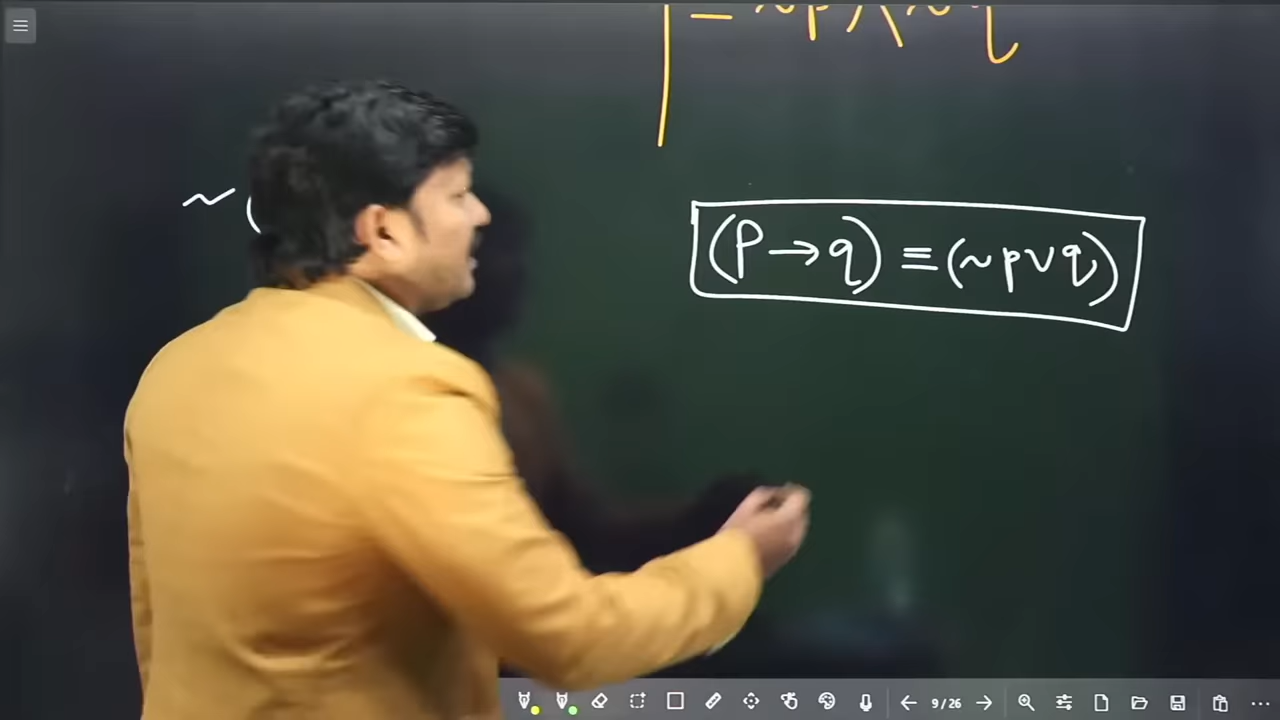 = ~p ∧ ~q
~(
(P→q) ≡ (~p∨q)
9/26